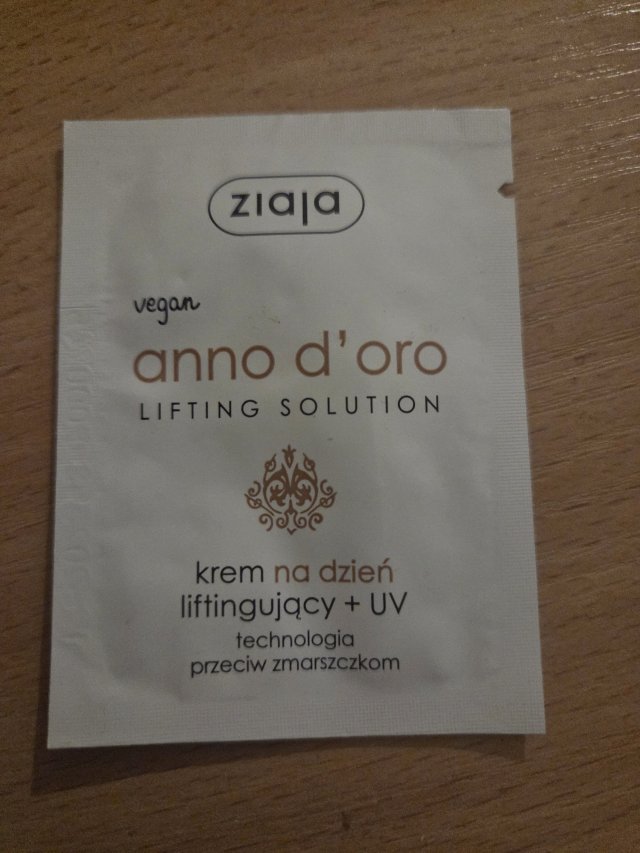 ziaja
vegan
anno d'oro
LIFTING SOLUTION
krem na dzień
liftingujący + UV
technologia
przeciw zmarszczkom